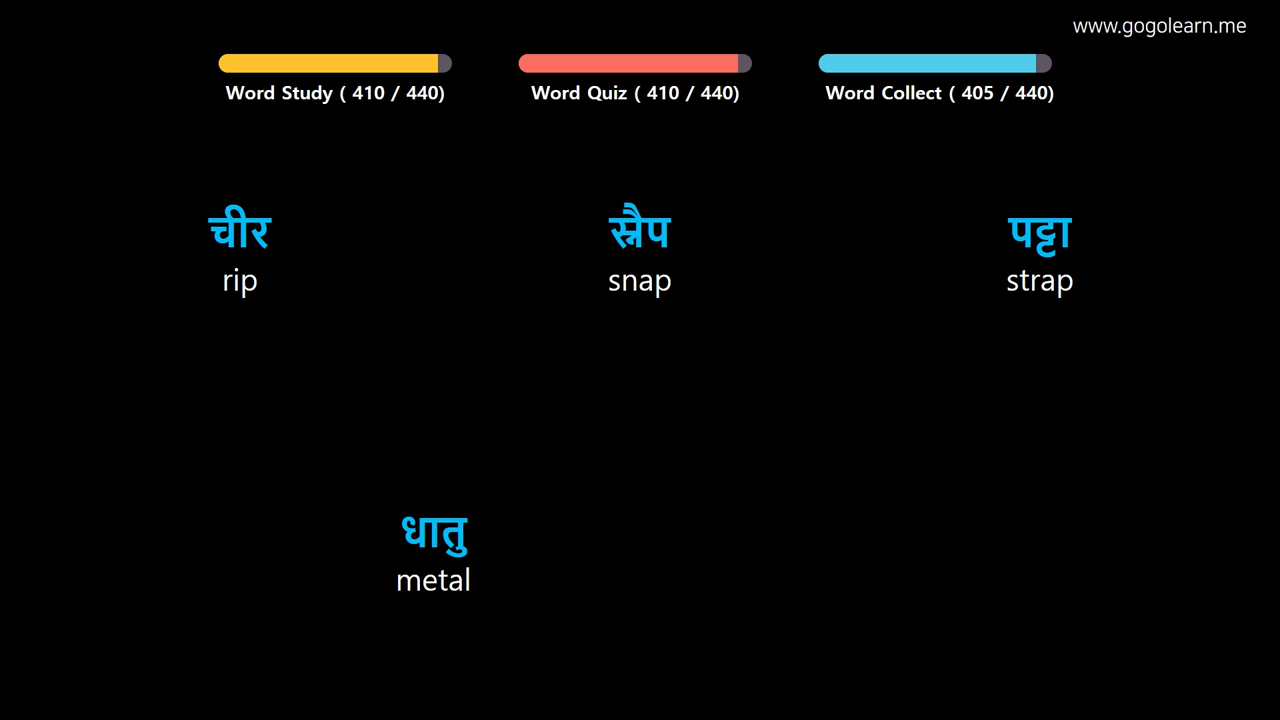 www.gogolearn.me
Word Study ( 410 / 440) Word Quiz ( 410 / 440) Word Collect ( 405 / 440)
चीर स्नैप पट्टा
rip snap strap
धातु
metal